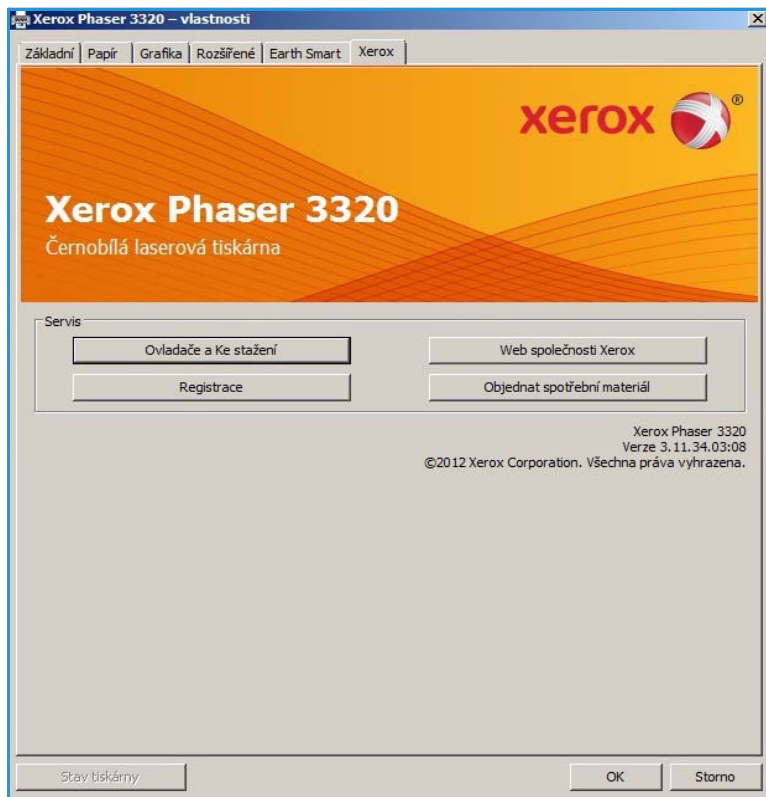 Xerox Phaser 3320 – vlastnosti
Základní Papír Grafika Rozšířené Earth Smart Xerox
xerox ®
Xerox Phaser 3320
Černobílá laserová tiskárna
Servis
Ovladače a Ke stažení Web společnosti Xerox
Registrace Objednat spotřební materiál
Xerox Phaser 3320
Verze 3.11.34.03:08
©2012 Xerox Corporation. Všechna práva vyhrazena.
Stav tiskárny OK Storno